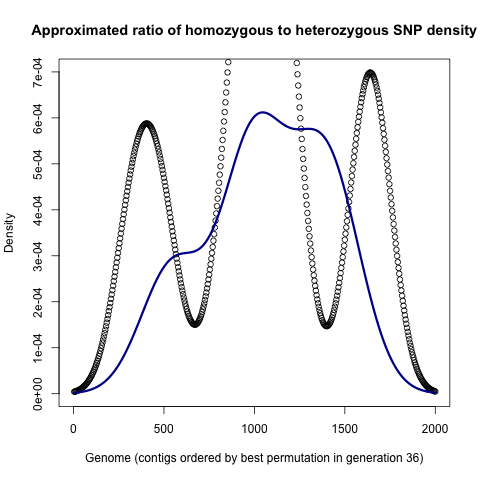 Approximated ratio of homozygous to heterozygous SNP density
7e-04
6e-04
5e-04
4e-04
3e-04
2e-04
1e-04
0e+00
Density
0 500 1000 1500 2000
Genome (contigs ordered by best permutation in generation 36)